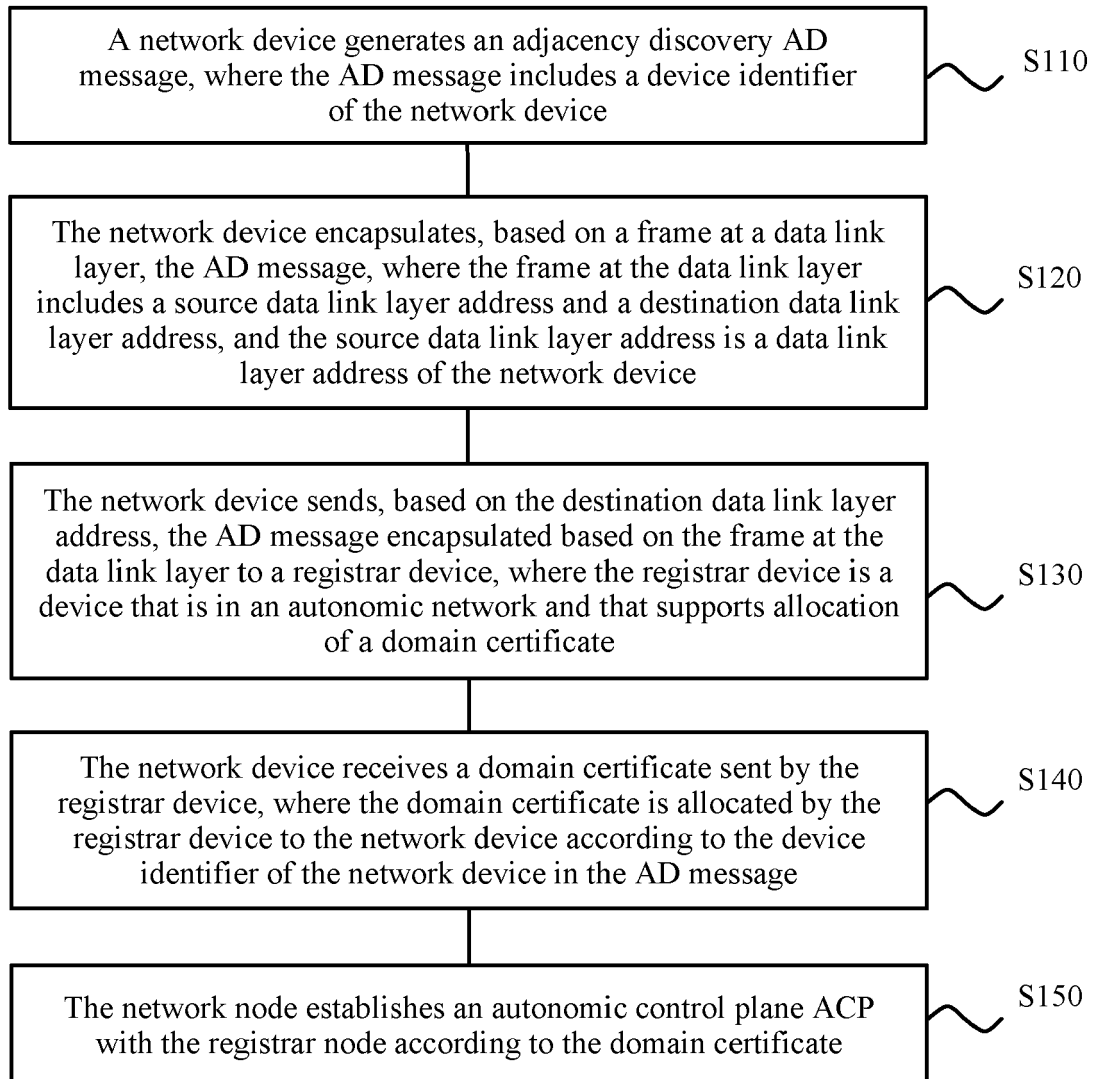 A network device generates an adjacency discovery AD
message, where the AD message includes a device identifier
of the network device
S110
The network device encapsulates, based on a frame at a data link
layer, the AD message, where the frame at the data link layer
includes a source data link layer address and a destination data link
layer address, and the source data link layer address is a data link
layer address of the network device
S120
The network device sends, based on the destination data link layer
address, the AD message encapsulated based on the frame at the
data link layer to a registrar device, where the registrar device is a
device that is in an autonomic network and that supports allocation
of a domain certificate
S130
The network device receives a domain certificate sent by the
registrar device, where the domain certificate is allocated by the
registrar device to the network device according to the device
identifier of the network device in the AD message
S140
The network node establishes an autonomic control plane ACP
with the registrar node according to the domain certificate
S150